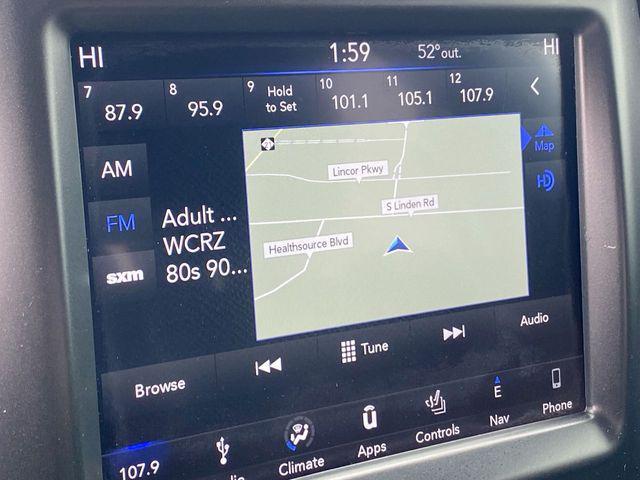 HI 1:59 52°out. HI
7 87.9 8 95.9 9 Hold to Set 10 101.1 11 105.1 12 107.9
AM
FM
sxm
Adult ...
WCRZ
80s 90...
Lincor Pkwy
S Linden Rd
Healthsource Blvd
Map
HD
Browse Tune Audio
107.9 Climate Apps Controls E Nav Phone